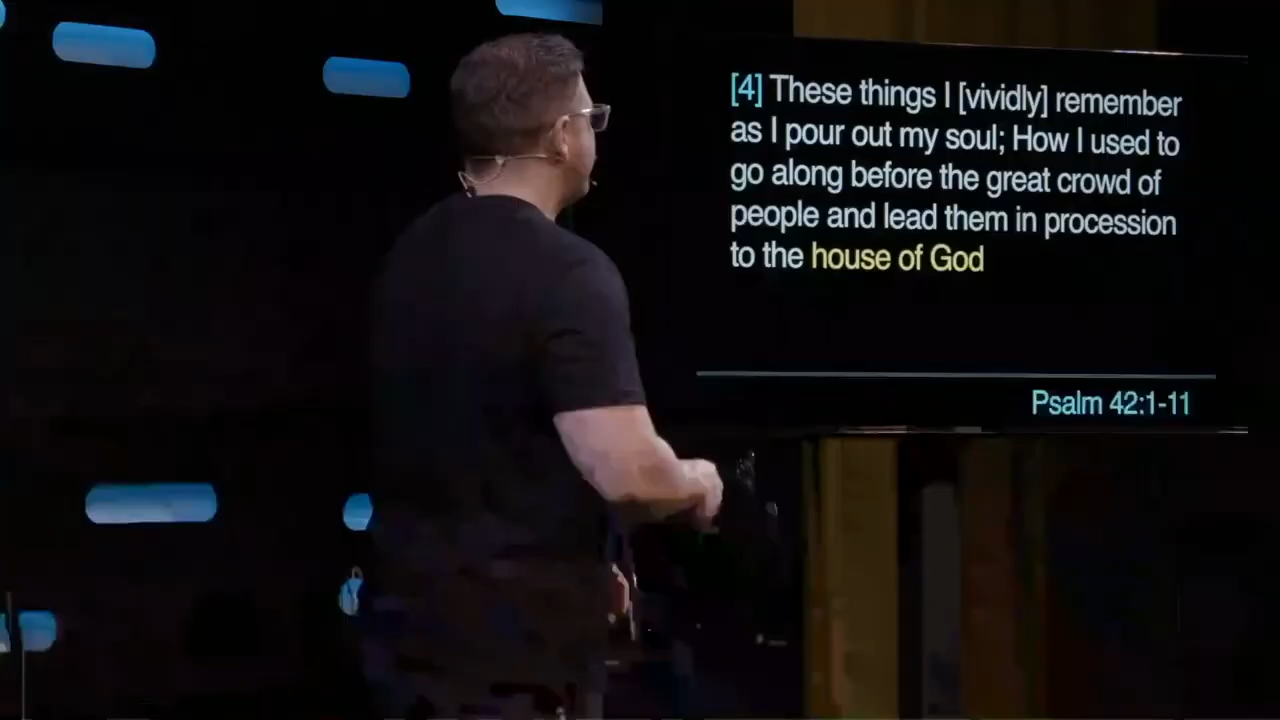 [4] These things I [vividly] remember
as I pour out my soul; How I used to
go along before the great crowd of
people and lead them in procession
to the house of God
Psalm 42:1-11